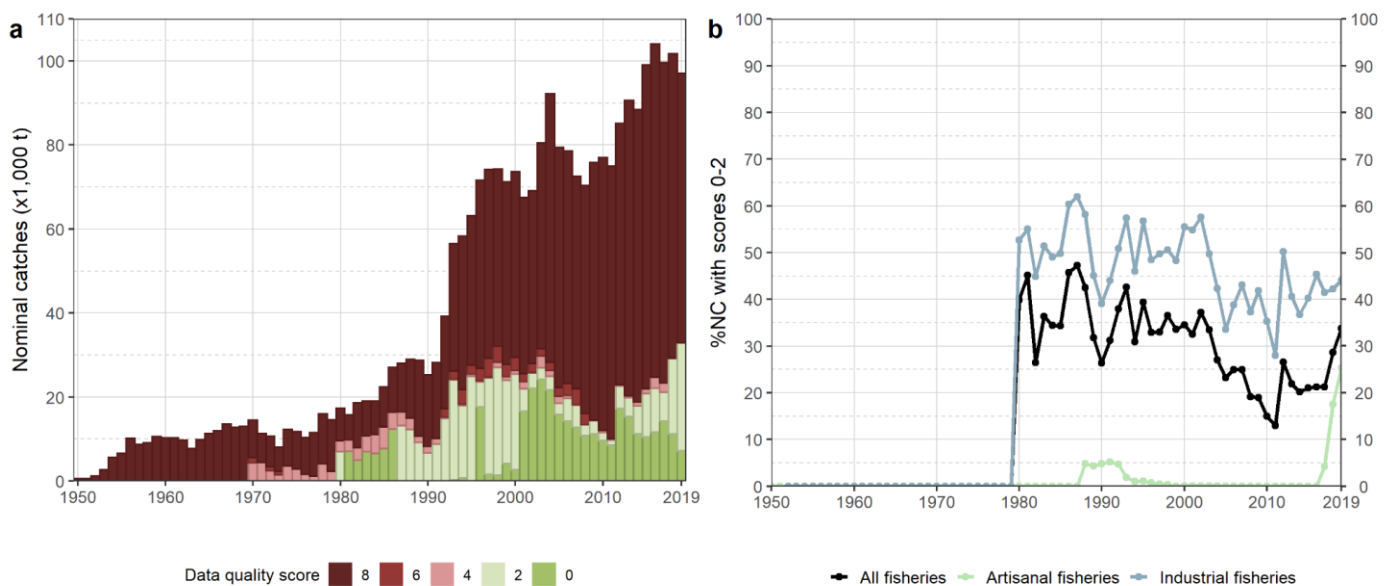 a
Nominal catches (x1,000 t)
110
100
80
60
40
20
0
1950 1960 1970 1980 1990 2000 2010 2019
Data quality score 8 6 4 2 0
b
%NC with scores 0-2
100 100
90 90
80 80
70 70
60 60
50 50
40 40
30 30
20 20
10 10
0 0
1950 1960 1970 1980 1990 2000 2010 2019
All fisheries Artisanal fisheries Industrial fisheries